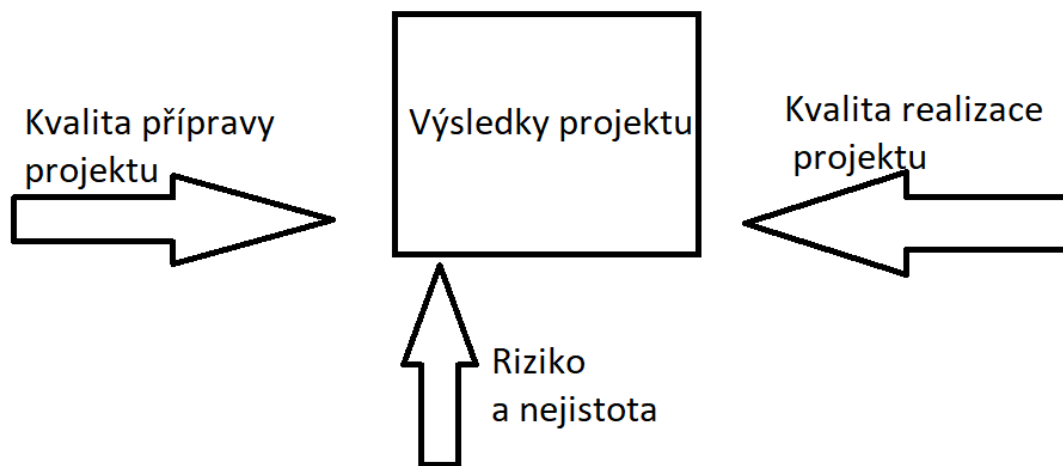 Kvalita přípravy
projektu
Výsledky projektu
Kvalita realizace
projektu
Riziko
a nejistota